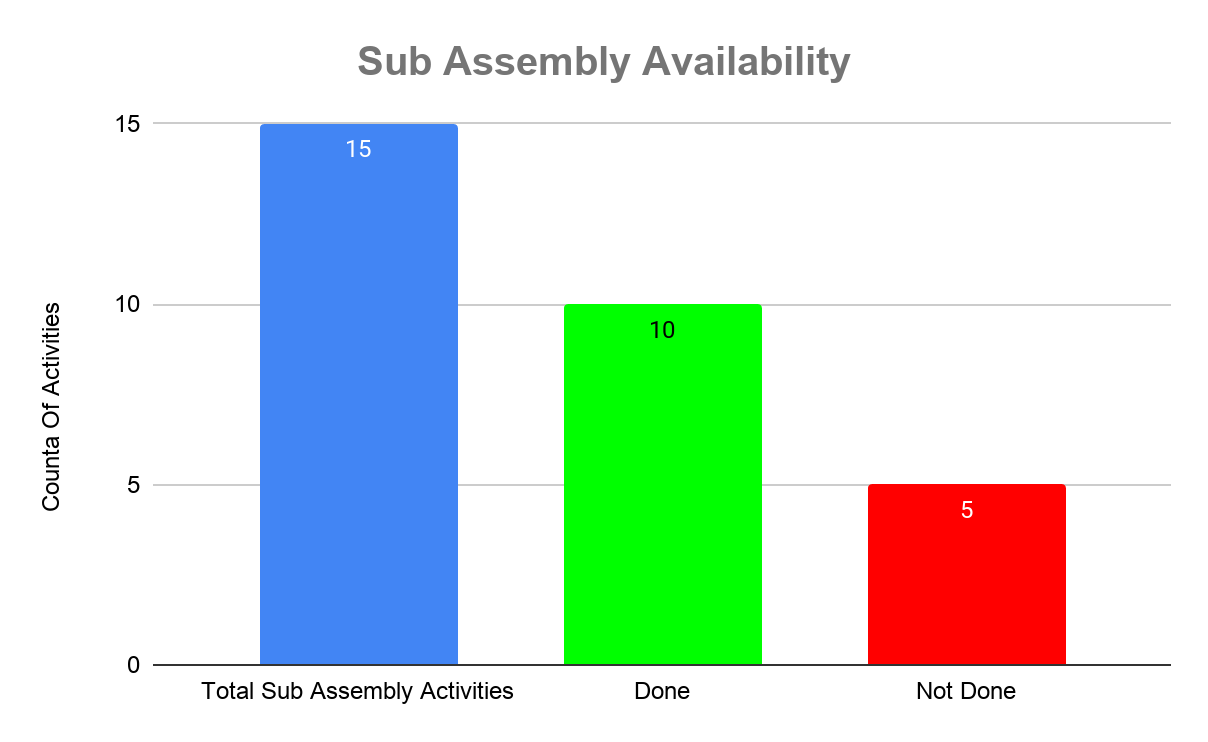 Sub Assembly Availability
Counta Of Activities
15
10
5
0
15
10
5
Total Sub Assembly Activities
Done
Not Done